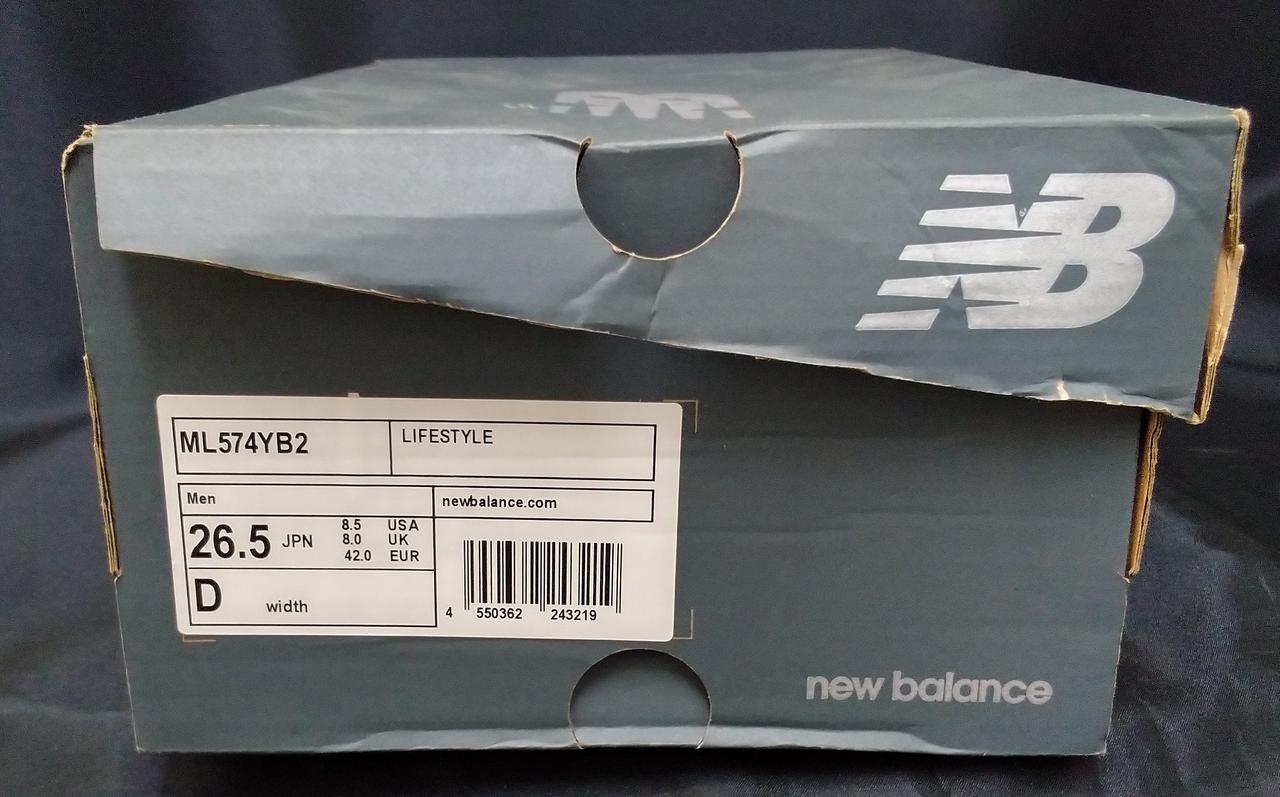 NB
ML574YB2 LIFESTYLE
Men newbalance.com
26.5 JPN 8.5 USA
8.0 UK
42.0 EUR
D width
4 550362 243219
new balance